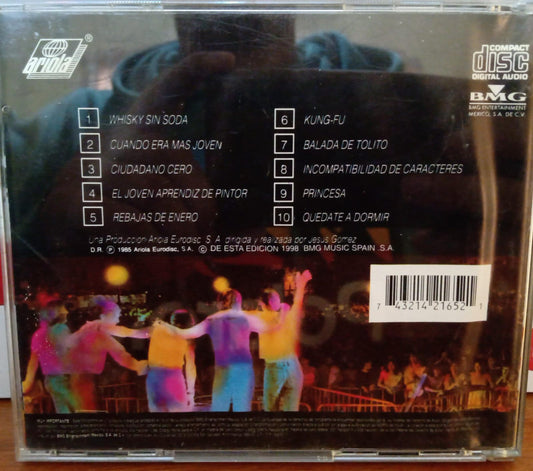 ariola ®
COMPACT
disc
DIGITAL AUDIO
BMG
BMG ENTERTAINMENT
MEXICO, S.A. DE C.V.
1 WHISKY SIN SODA
2 CUANDO ERA MAS JOVEN
3 CIUDADANO CERO
4 EL JOVEN APRENDIZ DE PINTOR
5 REBAJAS DE ENERO
6 KUNG-FU
7 BALADA DE TOLITO
8 INCOMPATIBILIDAD DE CARACTERES
9 PRINCESA
10 QUEDATE A DORMIR
Una Producción Ariola Eurodisc, S. A. dirigida y realizada por Jesús Gómez
D.R. Ⓟ 1985 Ariola Eurodisc, S.A. © DE ESTA EDICION 1998 BMG MUSIC SPAIN .S.A.
7 43214 21652 1
MUY IMPORTANTE: